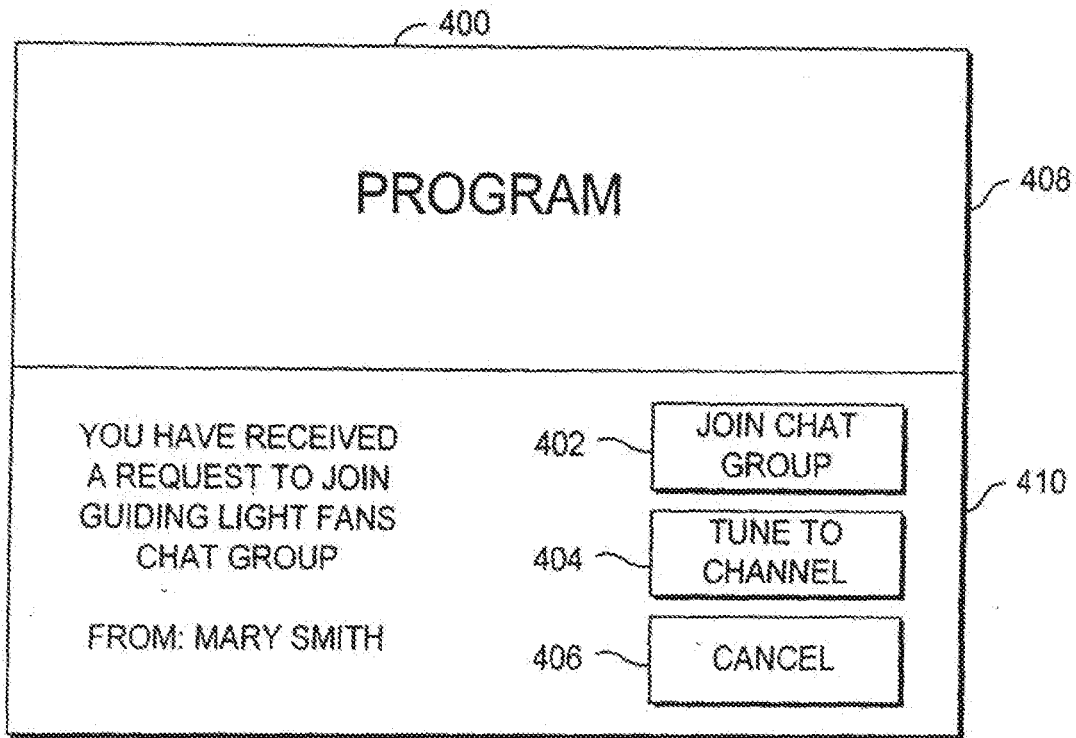 400
PROGRAM
408
YOU HAVE RECEIVED
A REQUEST TO JOIN
GUIDING LIGHT FANS
CHAT GROUP
FROM: MARY SMITH
402
JOIN CHAT
GROUP
410
404
TUNE TO
CHANNEL
406
CANCEL